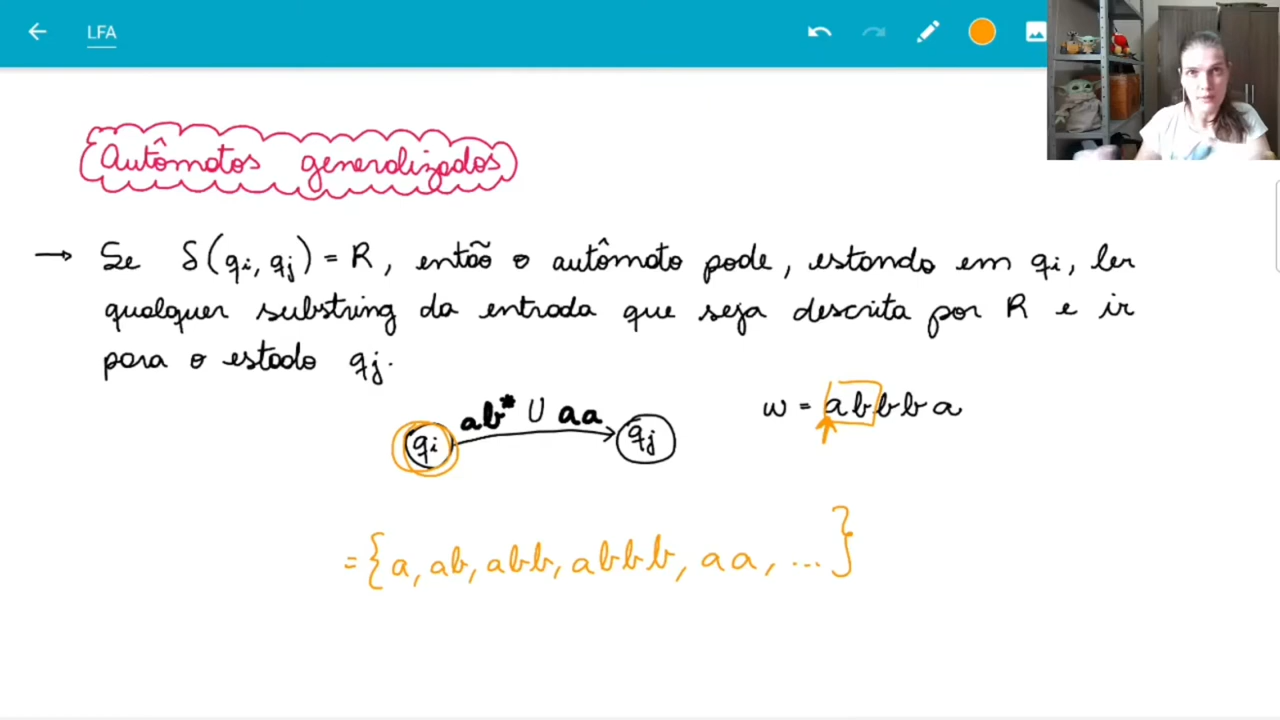 LFA
Autômatos generalizados
→ Se δ(qi, qj) = R, então o autômato pode, estando em qi, ler
qualquer substring da entrada que seja descrita por R e ir
para o estado qj.
ab* ∪ aa
w = abbba
qi
qj
= {a, ab, abb, abbb, aa, ...}